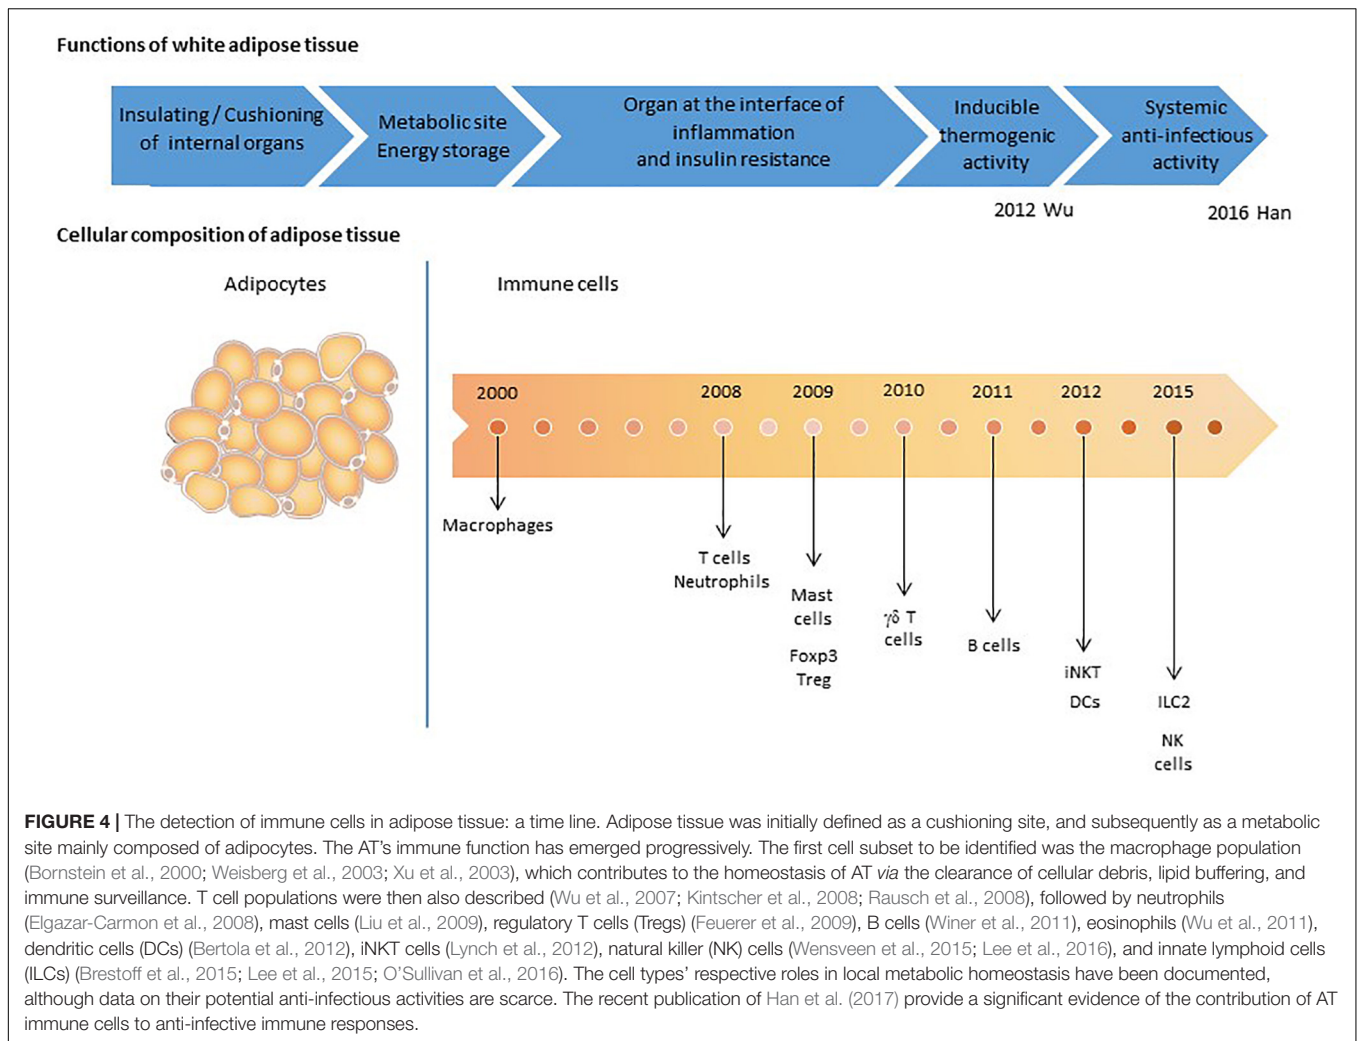 Functions of white adipose tissue
Insulating / Cushioning
of internal organs
Metabolic site
Energy storage
Organ at the interface of
inflammation
and insulin resistance
Inducible
thermogenic
activity
Systemic
anti-infectious
activity
2012 Wu
2016 Han
Cellular composition of adipose tissue
Adipocytes
Immune cells
2000
2008
2009
2010
2011
2012
2015
Macrophages
T cells
Neutrophils
Mast
cells
Foxp3
Treg
γδ T
cells
B cells
iNKT
DCs
ILC2
NK
cells
FIGURE 4 | The detection of immune cells in adipose tissue: a time line. Adipose tissue was initially defined as a cushioning site, and subsequently as a metabolic
site mainly composed of adipocytes. The AT's immune function has emerged progressively. The first cell subset to be identified was the macrophage population
(Bornstein et al., 2000; Weisberg et al., 2003; Xu et al., 2003), which contributes to the homeostasis of AT via the clearance of cellular debris, lipid buffering, and
immune surveillance. T cell populations were then also described (Wu et al., 2007; Kintscher et al., 2008; Rausch et al., 2008), followed by neutrophils
(Elgazar-Carmon et al., 2008), mast cells (Liu et al., 2009), regulatory T cells (Tregs) (Feuerer et al., 2009), B cells (Winer et al., 2011), eosinophils (Wu et al., 2011),
dendritic cells (DCs) (Bertola et al., 2012), iNKT cells (Lynch et al., 2012), natural killer (NK) cells (Wensveen et al., 2015; Lee et al., 2016), and innate lymphoid cells
(ILCs) (Brestoff et al., 2015; Lee et al., 2015; O'Sullivan et al., 2016). The cell types' respective roles in local metabolic homeostasis have been documented,
although data on their potential anti-infectious activities are scarce. The recent publication of Han et al. (2017) provide a significant evidence of the contribution of AT
immune cells to anti-infective immune responses.